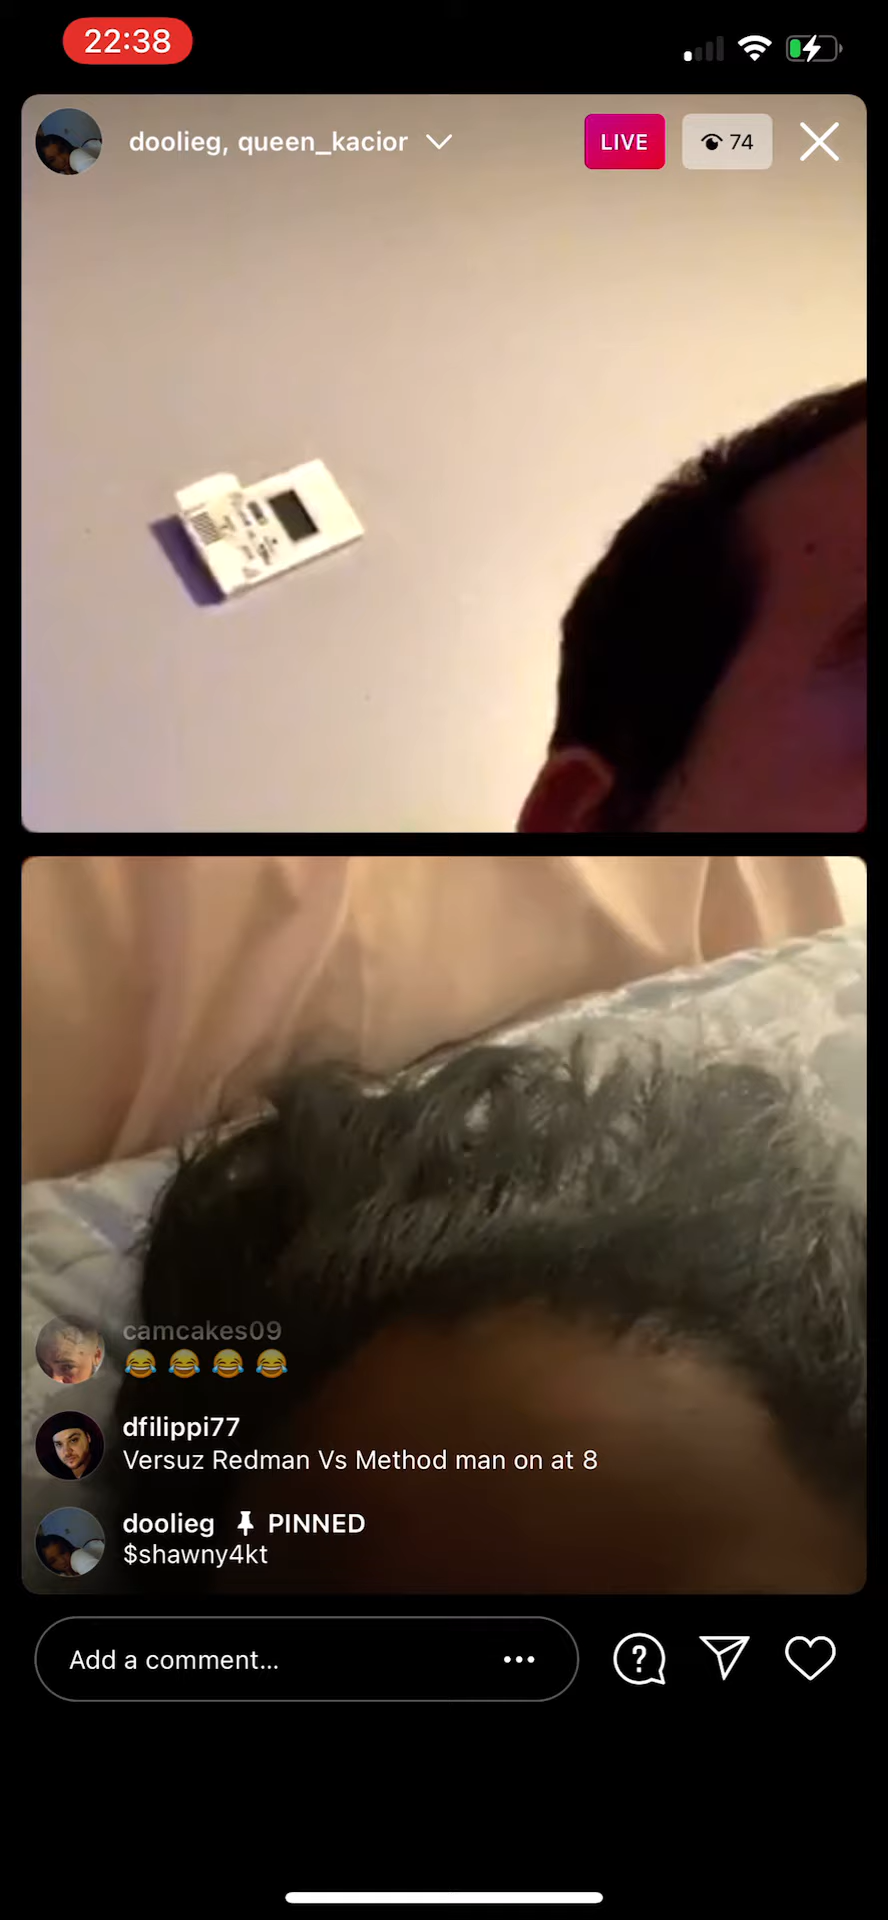 22:38
doolieg, queen_kacior
LIVE
74
camcakes09
😂 😂 😂 😂
dfilippi77
Versuz Redman Vs Method man on at 8
doolieg PINNED
$shawny4kt
Add a comment...